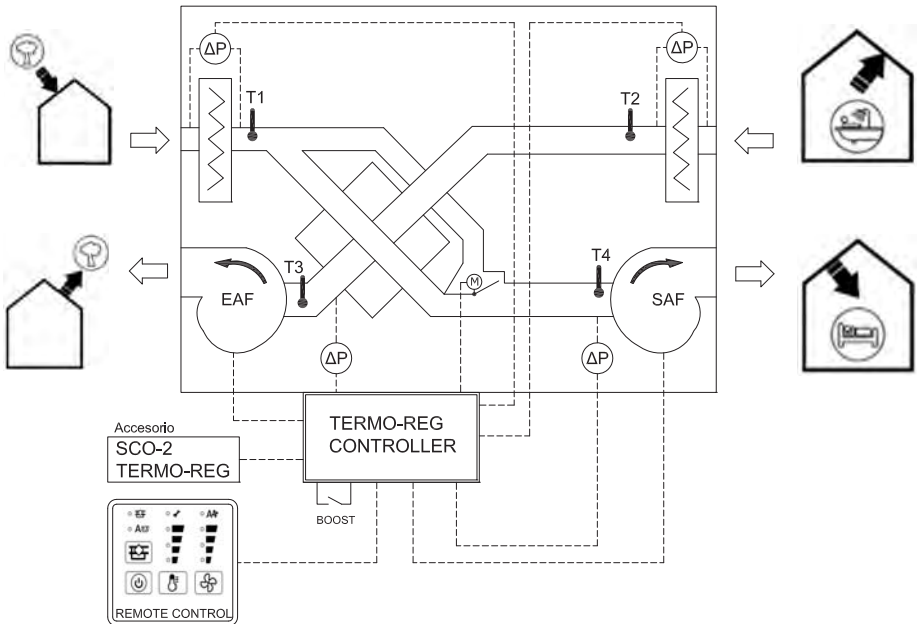 ΔP
ΔP
T1
T2
T3
T4
M
EAF
SAF
ΔP
ΔP
TERMO-REG
CONTROLLER
Accesorio
SCO-2
TERMO-REG
BOOST
REMOTE CONTROL